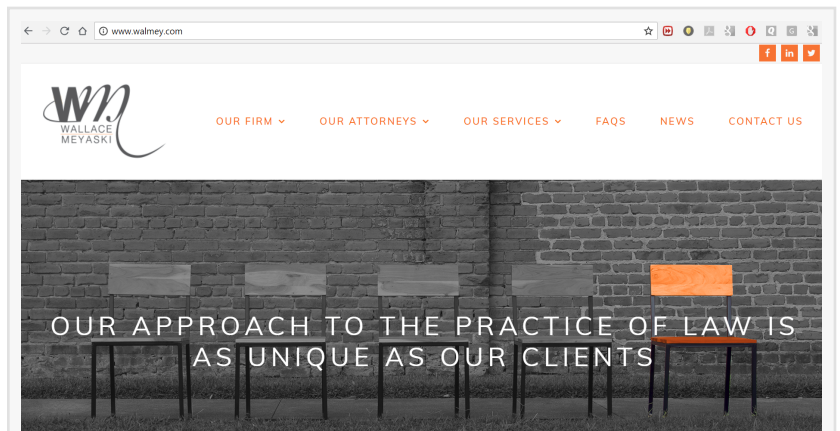 www.walmey.com
f in
WM
WALLACE
MEYASKI
OUR FIRM
OUR ATTORNEYS
OUR SERVICES
FAQS
NEWS
CONTACT US
OUR APPROACH TO THE PRACTICE OF LAW IS
AS UNIQUE AS OUR CLIENTS